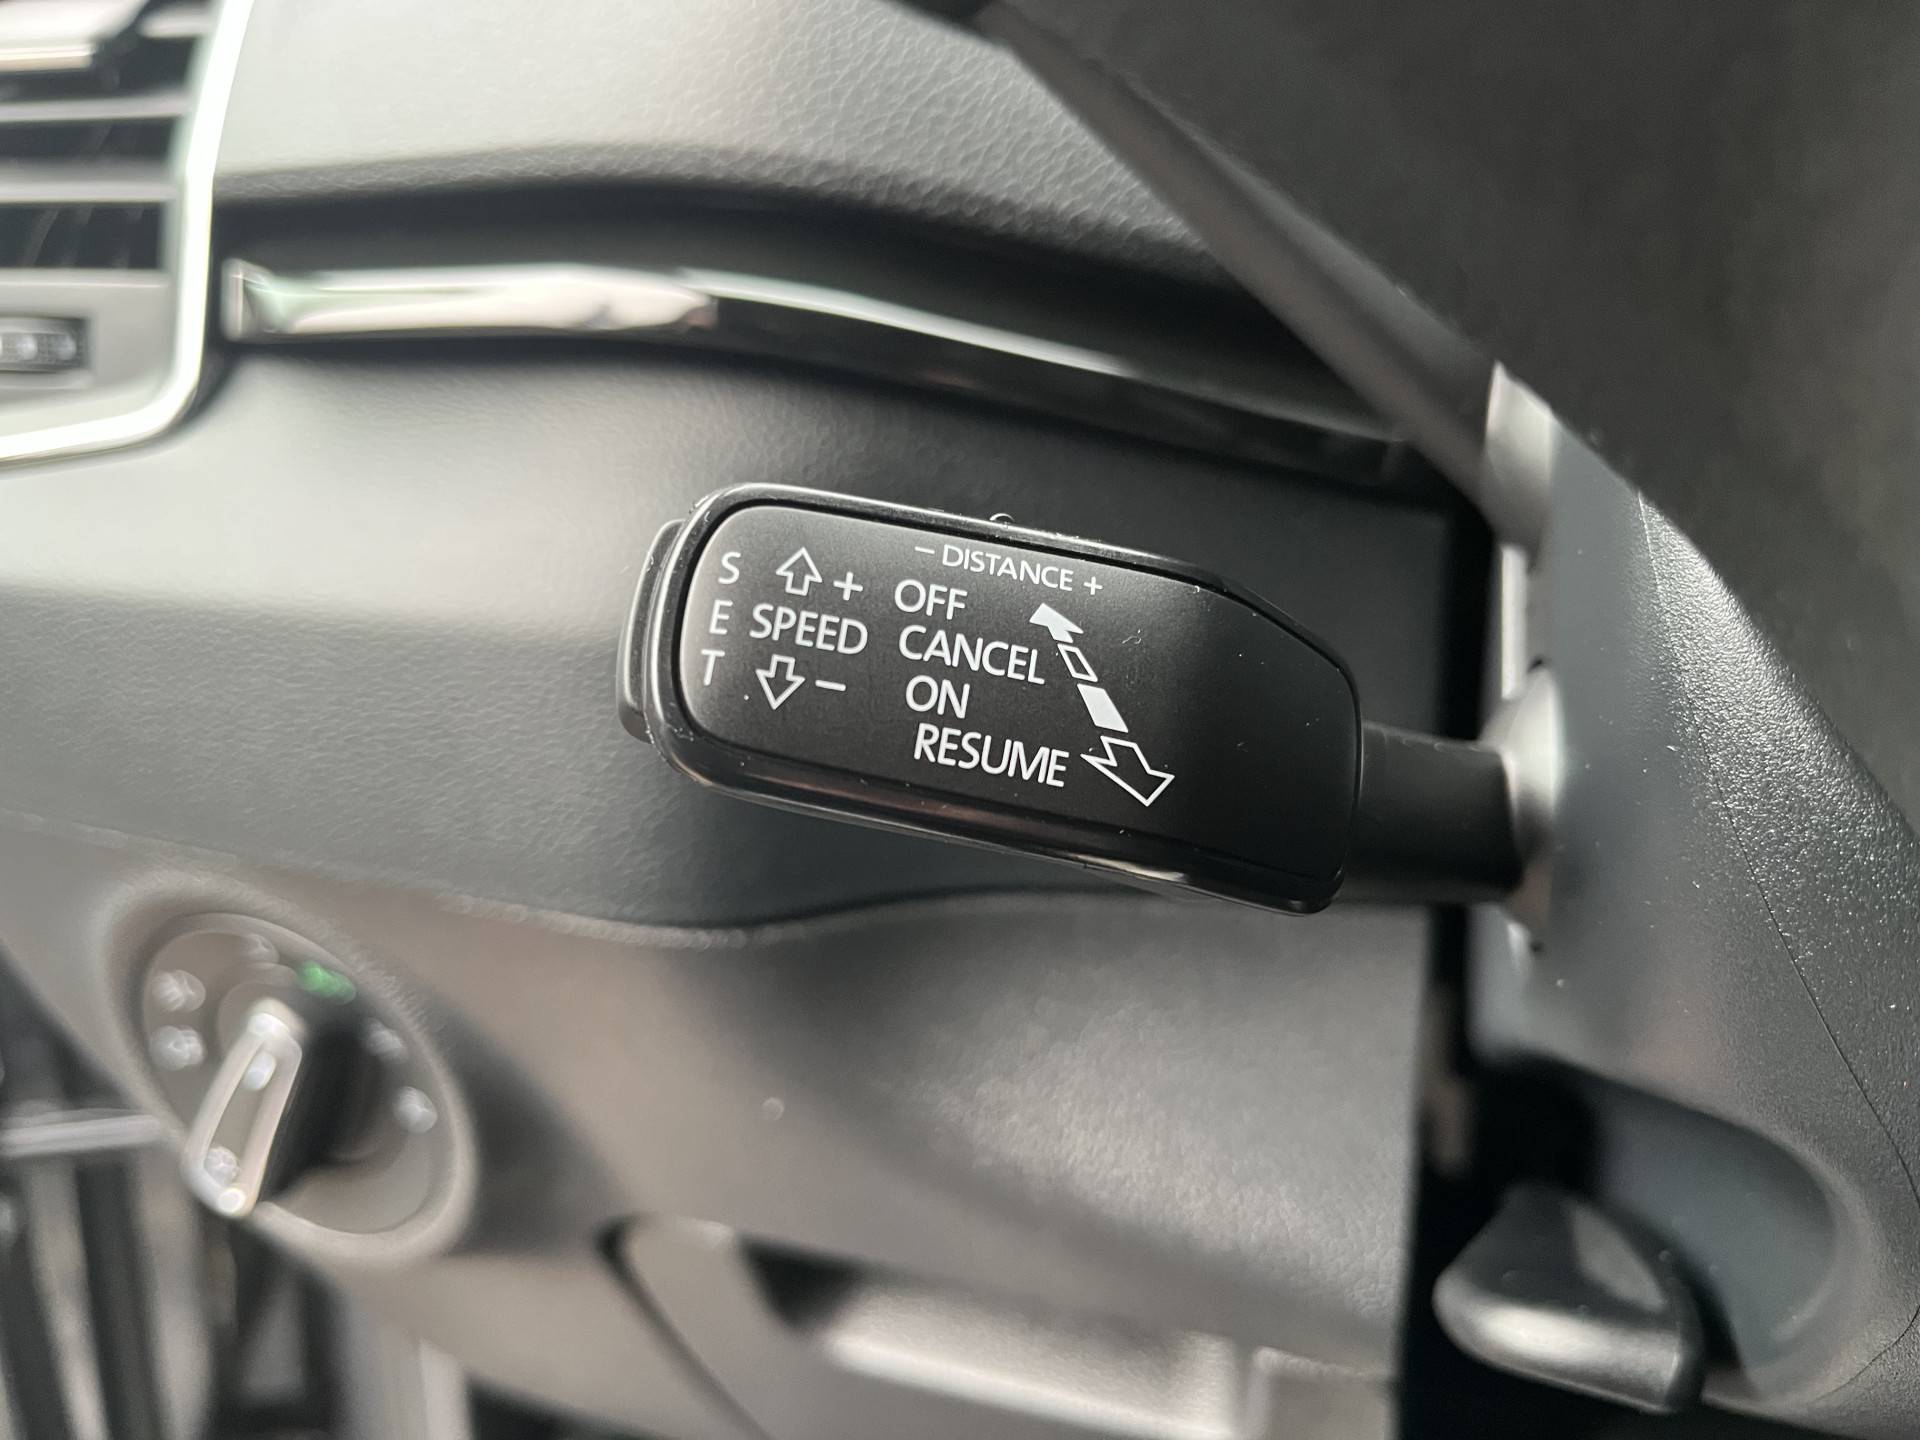 − DISTANCE +
S
E
T
+
SPEED
−
OFF
CANCEL
ON
RESUME